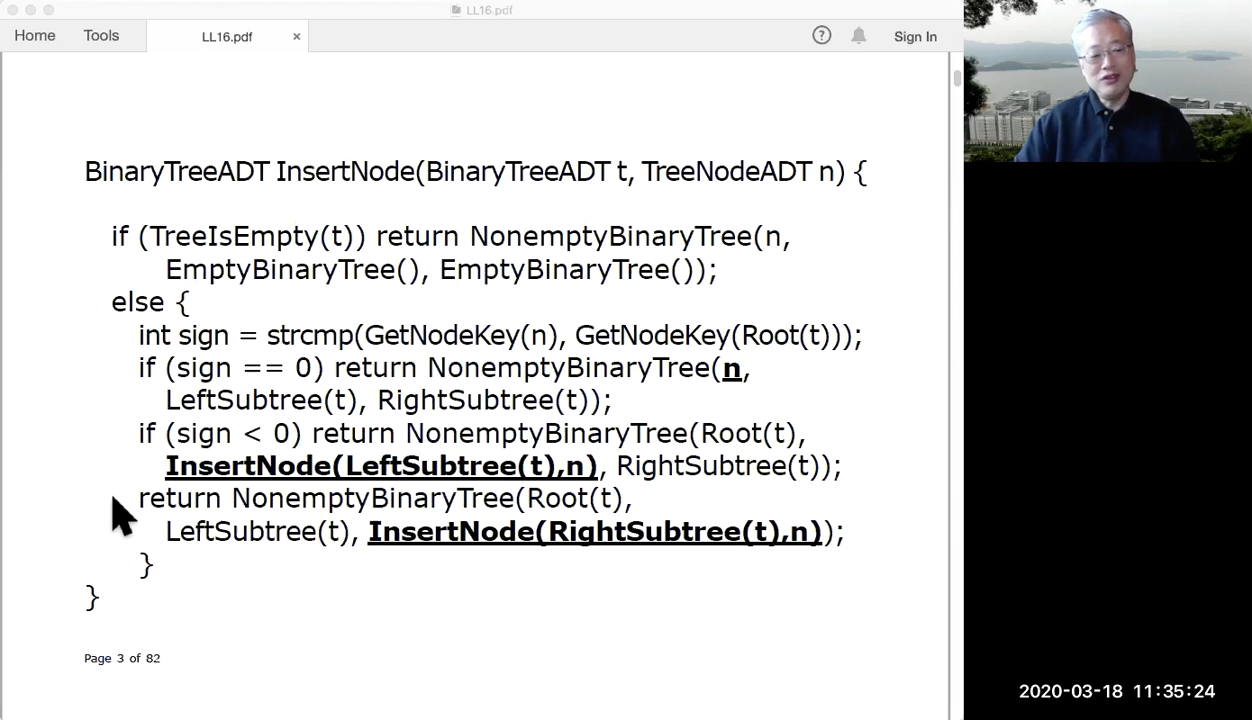 LL16.pdf
Home Tools LL16.pdf × ? Sign In
BinaryTreeADT InsertNode(BinaryTreeADT t, TreeNodeADT n) {
if (TreeIsEmpty(t)) return NonemptyBinaryTree(n,
EmptyBinaryTree(), EmptyBinaryTree());
else {
int sign = strcmp(GetNodeKey(n), GetNodeKey(Root(t)));
if (sign == 0) return NonemptyBinaryTree(n,
LeftSubtree(t), RightSubtree(t));
if (sign < 0) return NonemptyBinaryTree(Root(t),
InsertNode(LeftSubtree(t),n), RightSubtree(t));
return NonemptyBinaryTree(Root(t),
LeftSubtree(t), InsertNode(RightSubtree(t),n));
}
}
Page 3 of 82
2020-03-18 11:35:24